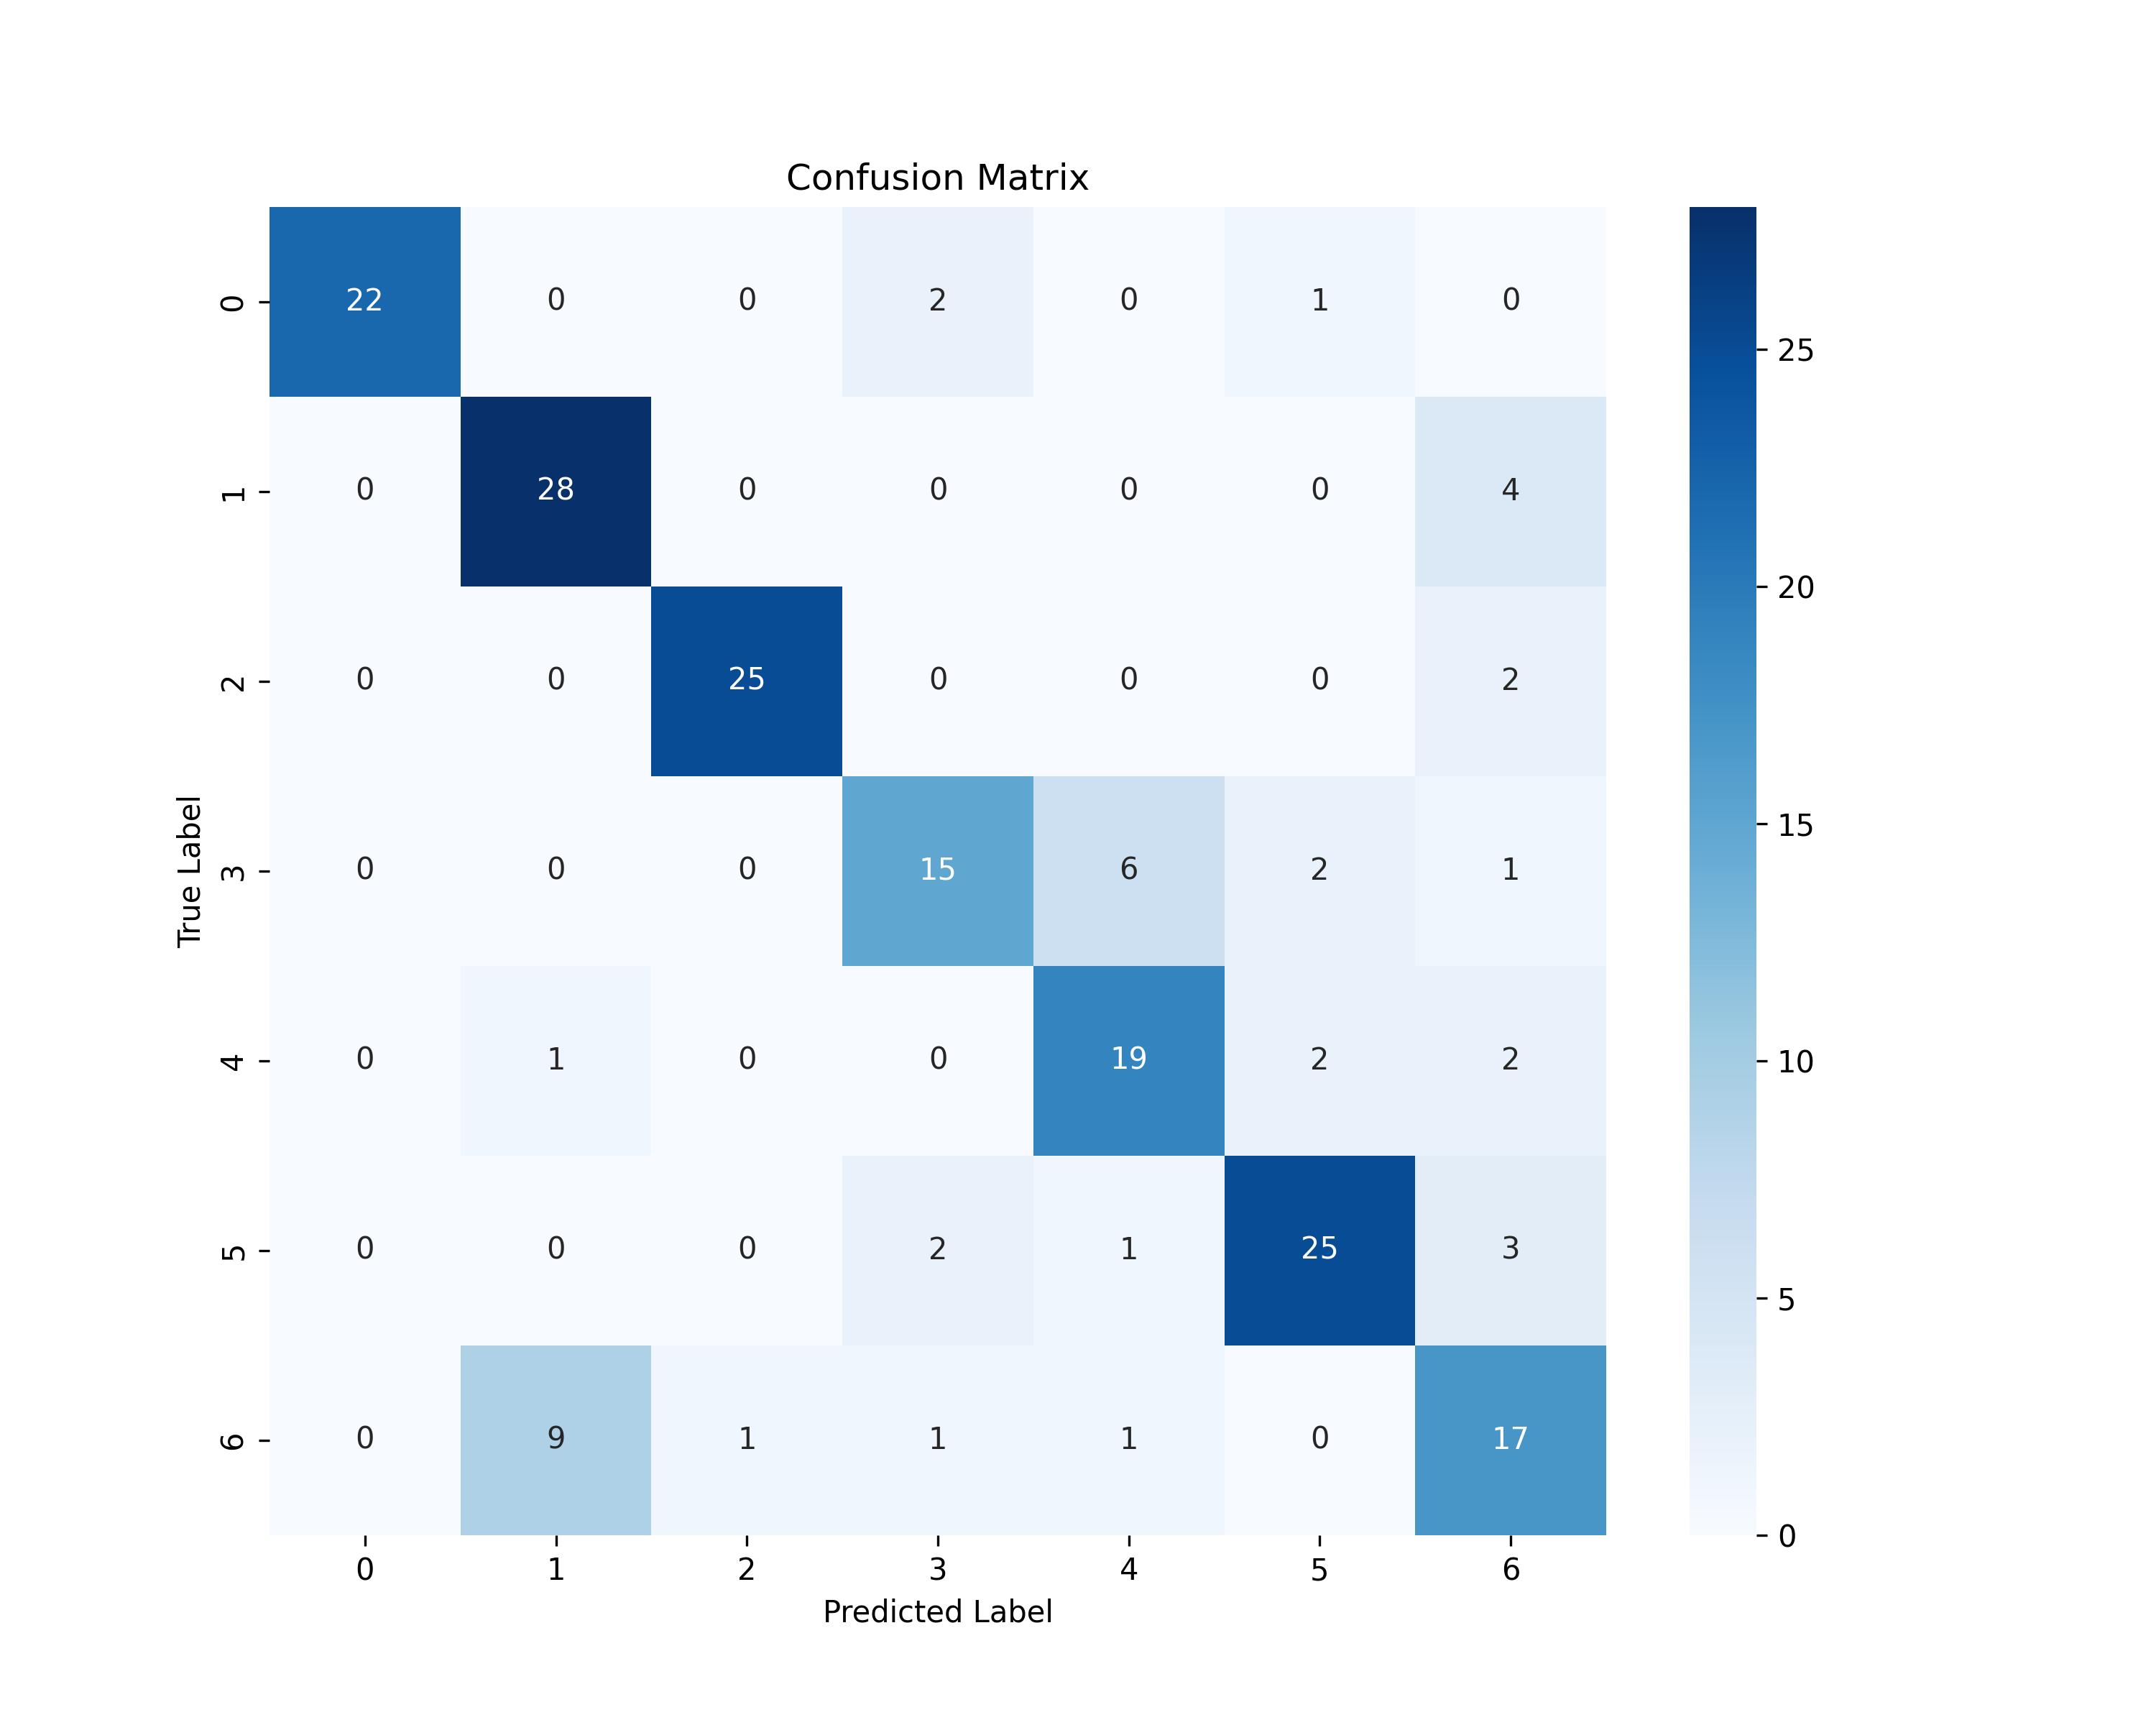 Confusion Matrix
True Label
0 22 0 0 2 0 1 0
1 0 28 0 0 0 0 4
2 0 0 25 0 0 0 2
3 0 0 0 15 6 2 1
4 0 1 0 0 19 2 2
5 0 0 0 2 1 25 3
6 0 9 1 1 1 0 17
0 1 2 3 4 5 6
Predicted Label
25
20
15
10
5
0